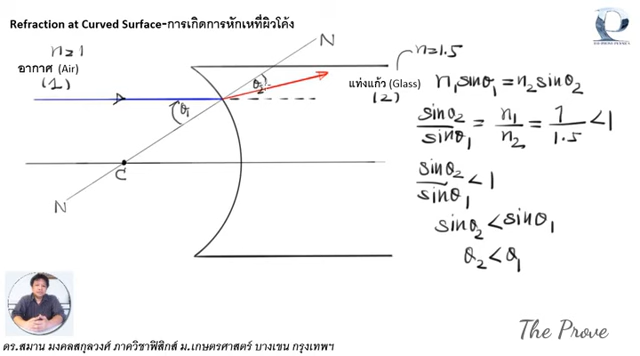 Refraction at Curved Surface-การเกิดการหักเหที่ผิวโค้ง
n=1
อากาศ (Air)
(1)
N
n=1.5
แท่งแก้ว (Glass)
(2)
θ₂
θ₁
C
N
n₁sinθ₁=n₂sinθ₂
sinθ₂/sinθ₁ = n₁/n₂ = 1/1.5 <1
sinθ₂/sinθ₁ <1
sinθ₂<sinθ₁
θ₂<θ₁
The Prove
ดร.สมาน มงคลสกุลวงศ์ ภาควิชาฟิสิกส์ ม.เกษตรศาสตร์ บางเขน กรุงเทพฯ